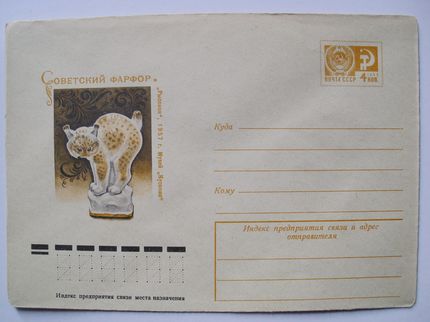 СОВЕТСКИЙ ФАРФОР
"Рысенок", 1957 г. Музей "Кусково"
ПОЧТА СССР 4 КОП.
Куда
Кому
Индекс предприятия связи и адрес
отправителя
Индекс предприятия связи места назначения